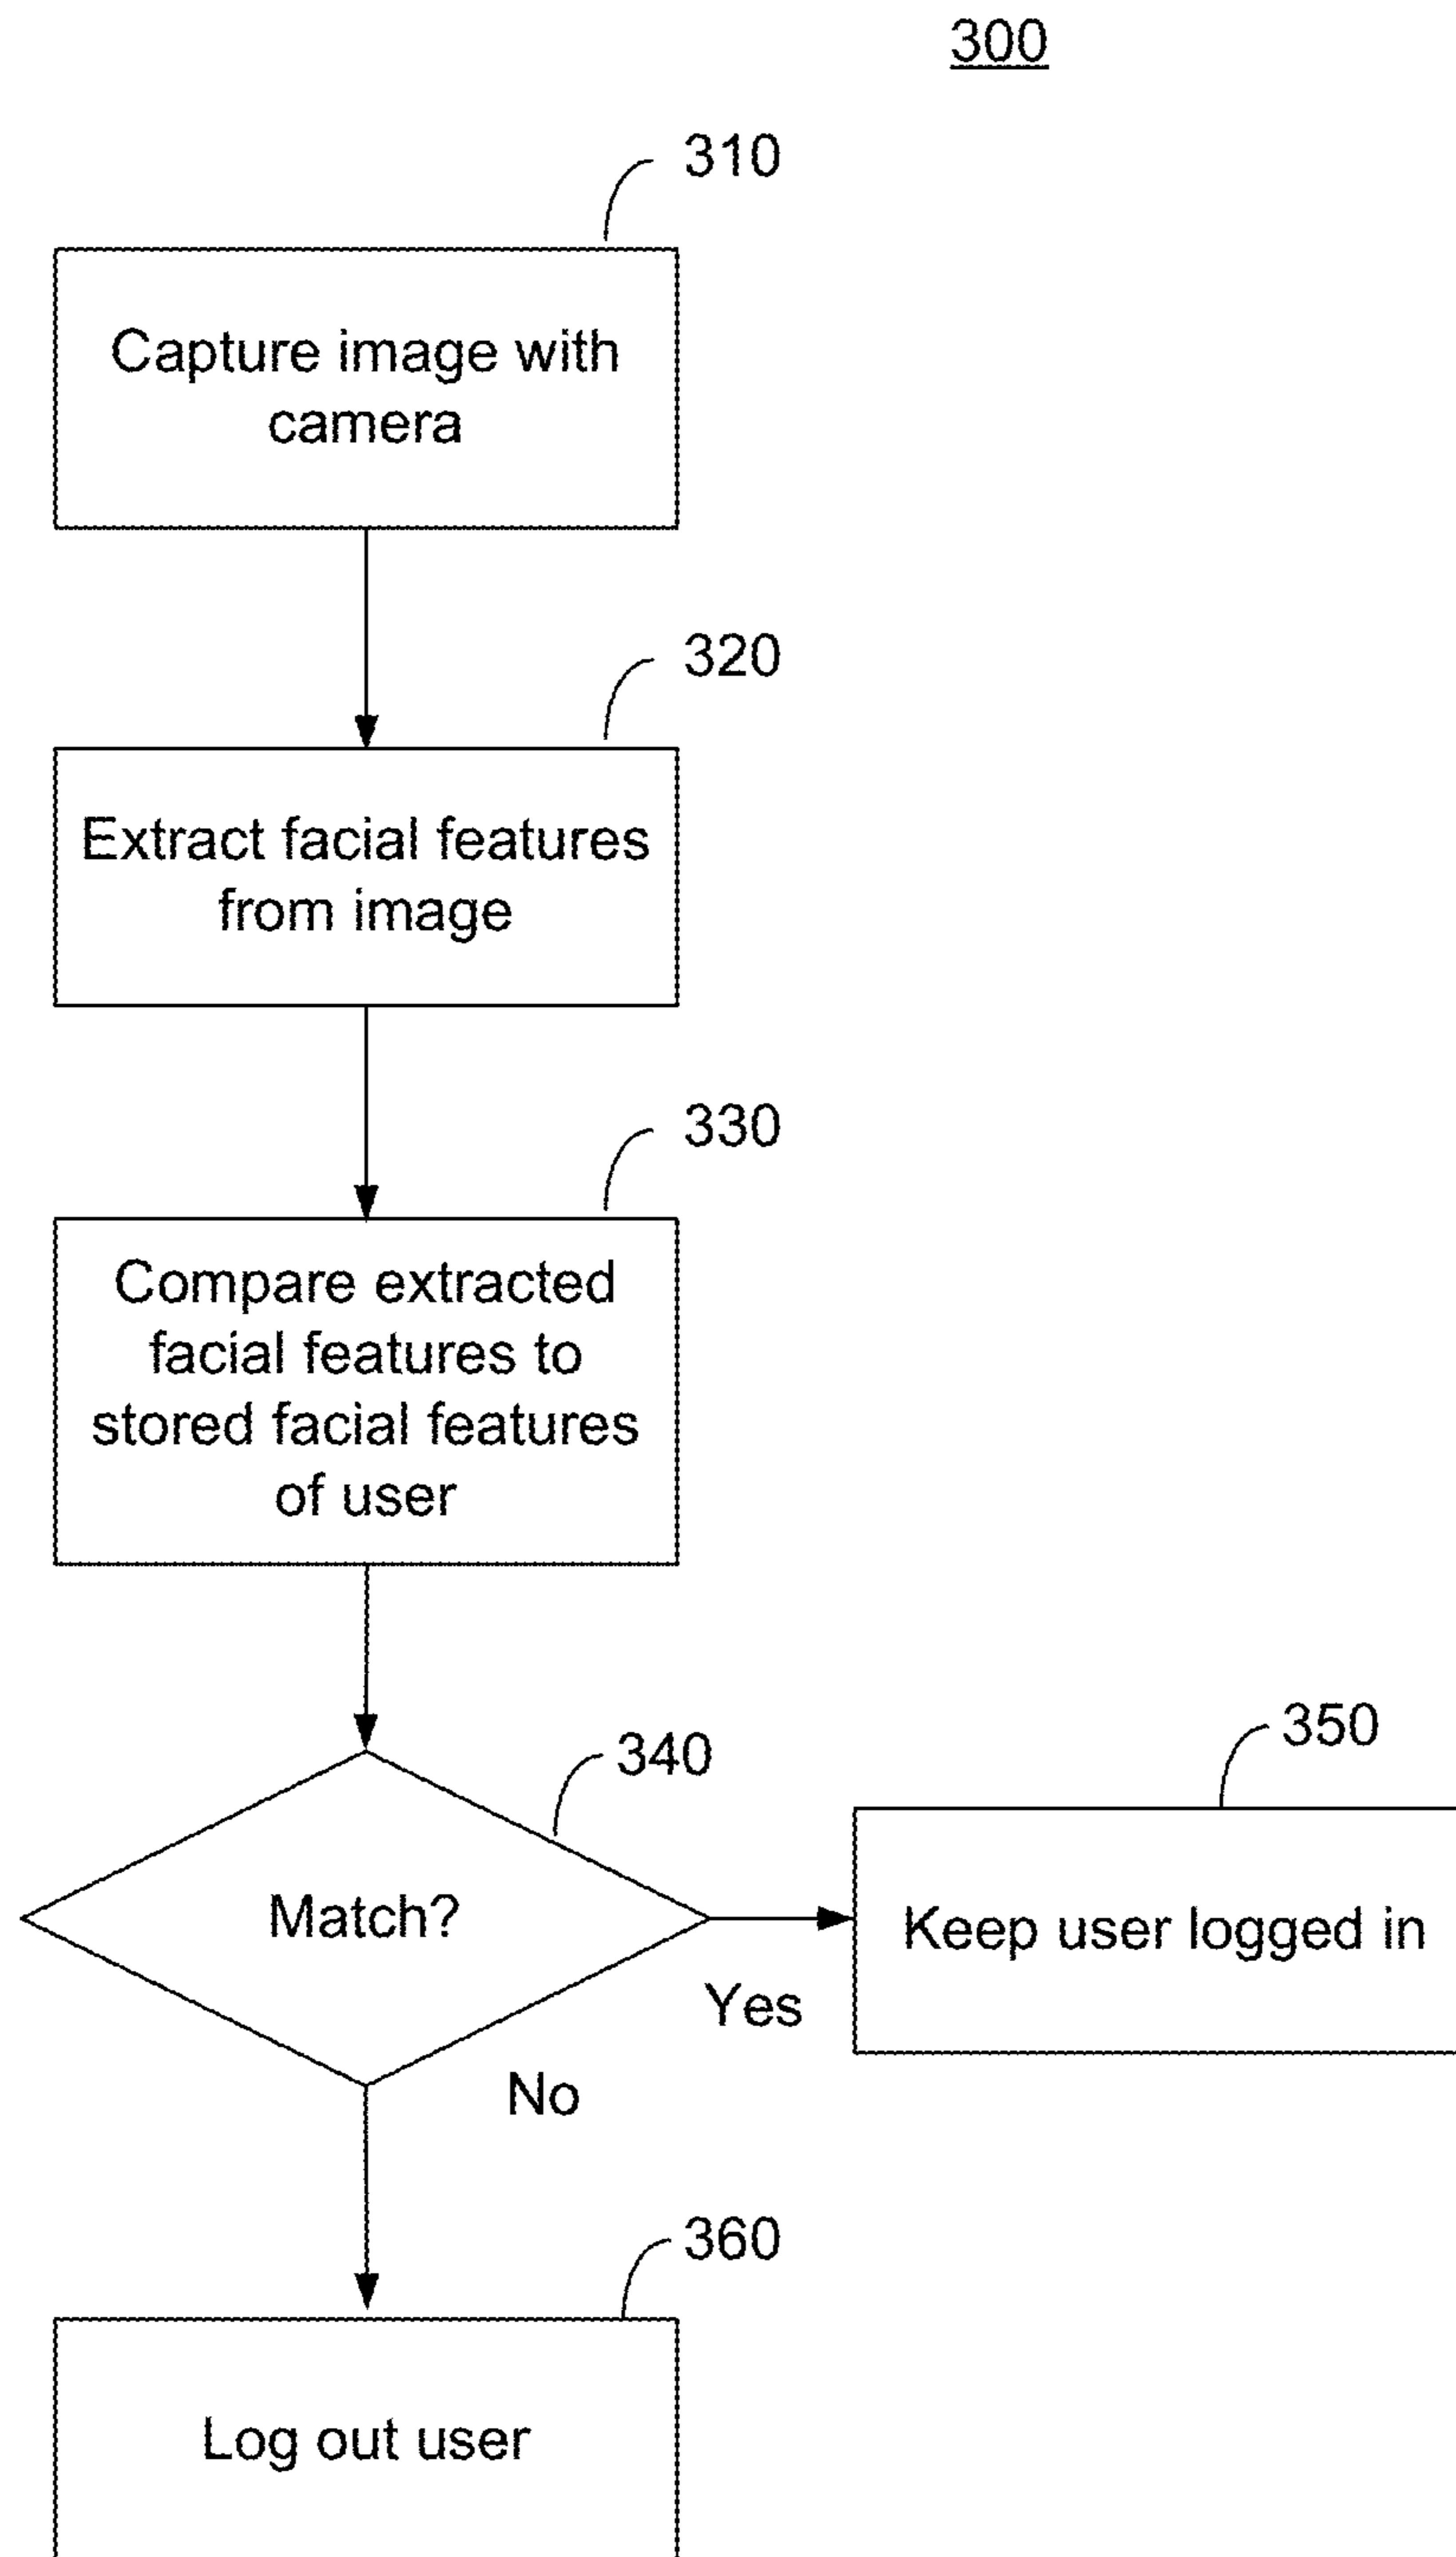 300
310
Capture image with
camera
320
Extract facial features
from image
330
Compare extracted
facial features to
stored facial features
of user
340
Match?
350
Keep user logged in
Yes
No
360
Log out user